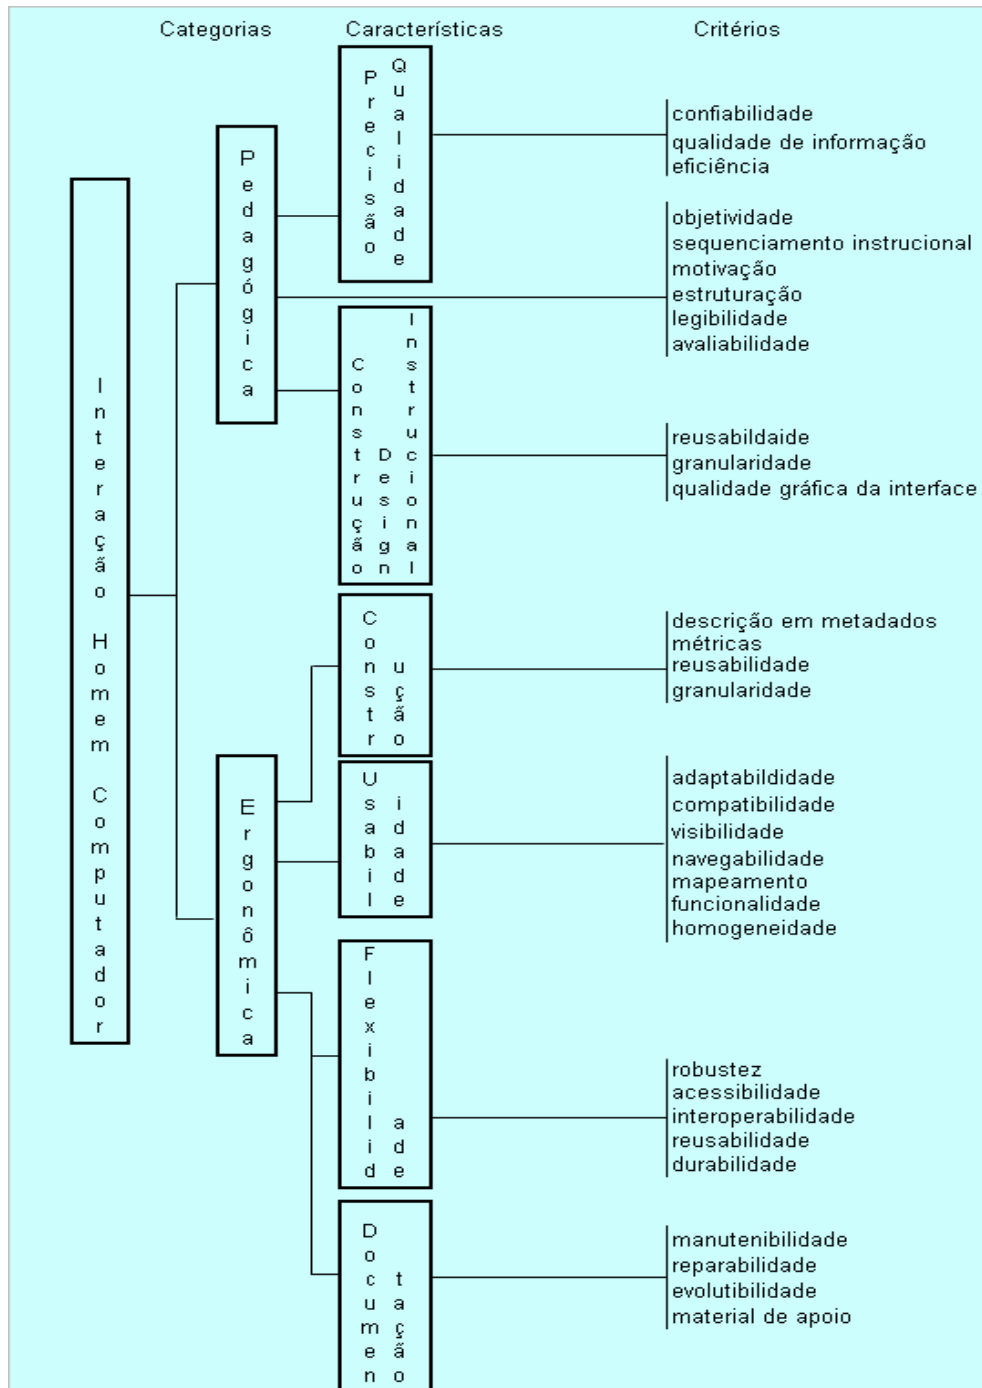 Categorias Características Critérios
Interação Homem Computador
Pedagógica
Precisão Qualidade
confiabilidade
qualidade de informação
eficiência
objetividade
sequenciamento instrucional
motivação
estruturação
legibilidade
avaliabilidade
Construção Design Instrucional
reusabildaide
granularidade
qualidade gráfica da interface
Ergonômica
Construção
descrição em metadados
métricas
reusabilidade
granularidade
Usabilidade
adaptabildidade
compatibilidade
visibilidade
navegabilidade
mapeamento
funcionalidade
homogeneidade
Flexibilidade
robustez
acessibilidade
interoperabilidade
reusabilidade
durabilidade
Documentação
manutenibilidade
reparabilidade
evolutibilidade
material de apoio